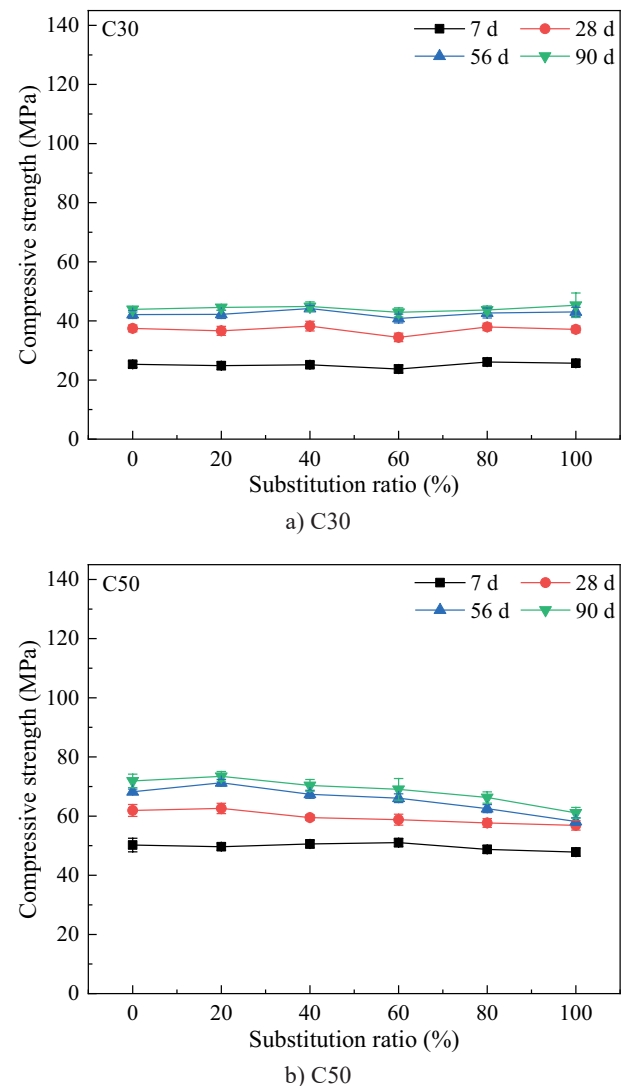 C30
7 d 28 d
56 d 90 d
140
120
100
80
60
40
20
0
Compressive strength (MPa)
0 20 40 60 80 100
Substitution ratio (%)
a) C30
C50
7 d 28 d
56 d 90 d
140
120
100
80
60
40
20
0
Compressive strength (MPa)
0 20 40 60 80 100
Substitution ratio (%)
b) C50